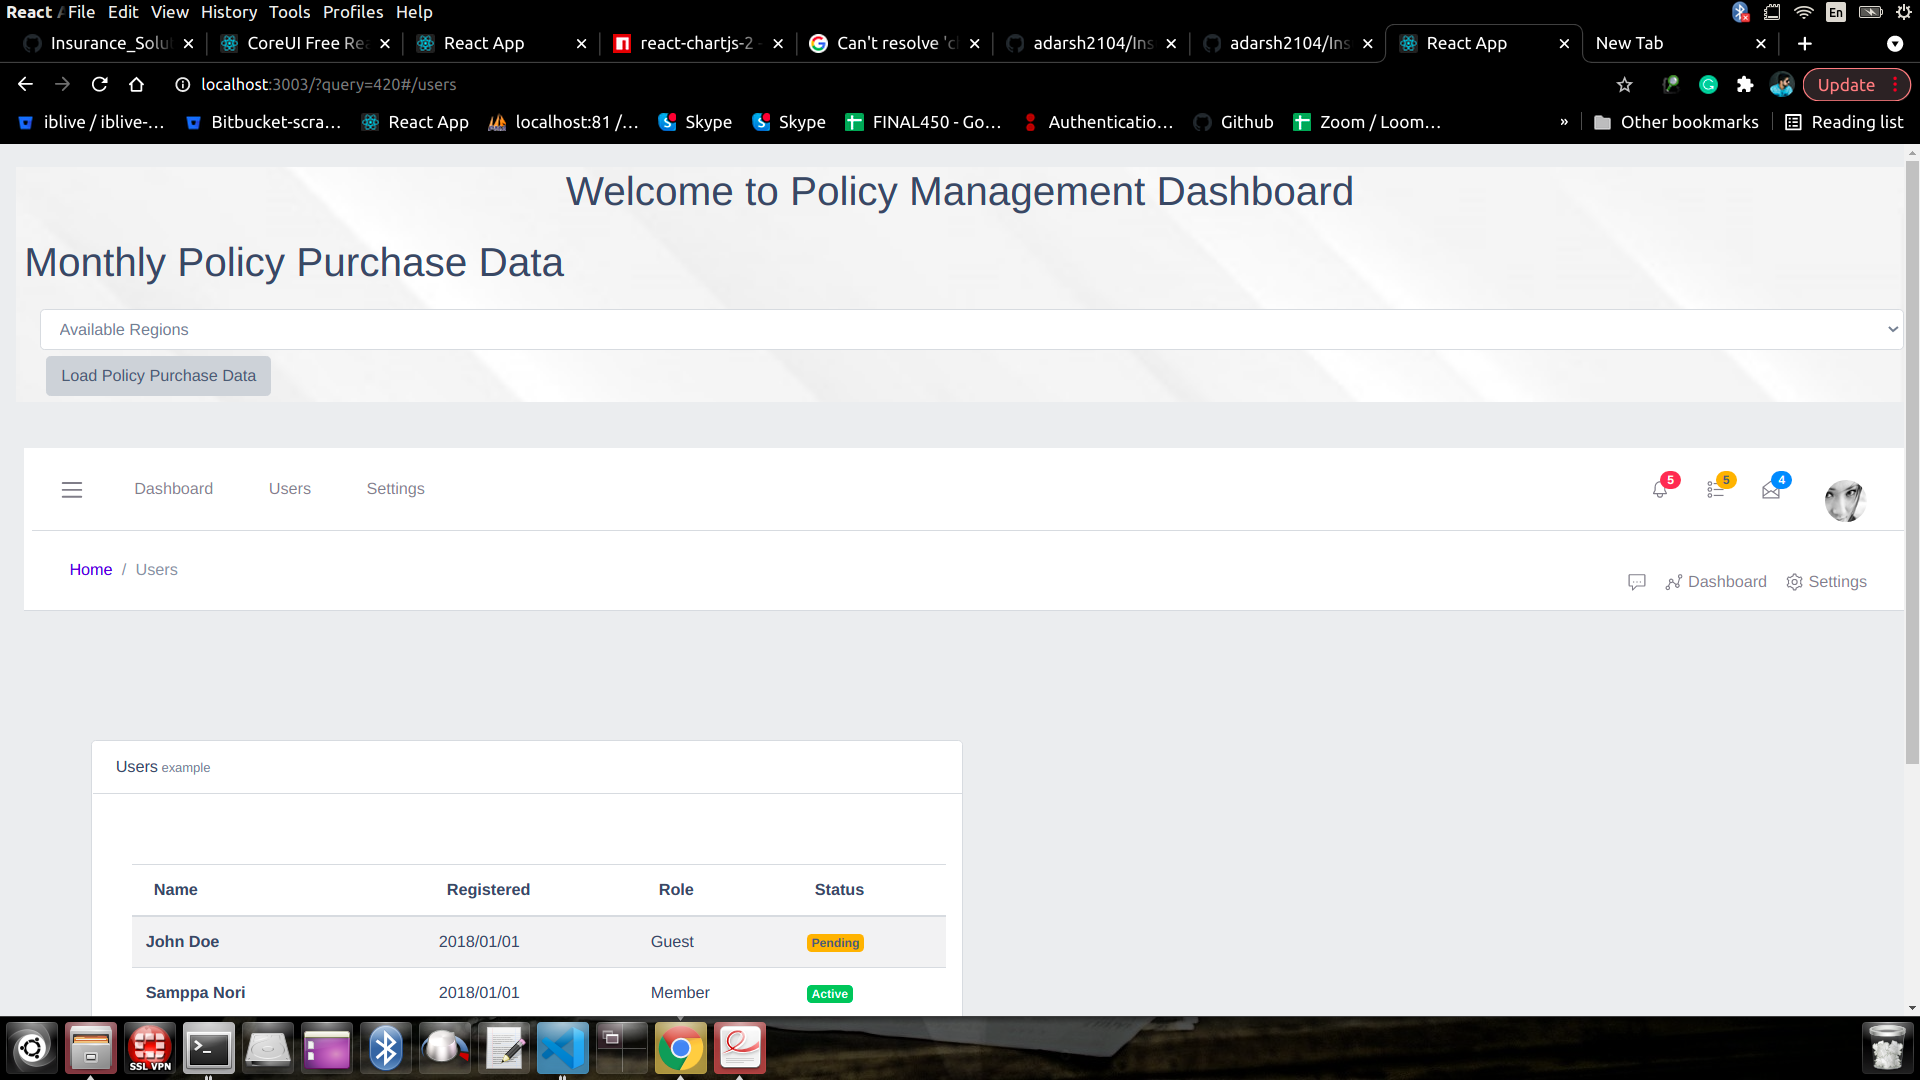 React A File Edit View History Tools Profiles Help En
Insurance_Solu CoreUI Free Rea React App react-chartjs-2 - Can't resolve 'ch adarsh2104/Ins adarsh2104/Ins React App New Tab
localhost:3003/?query=420#/users Update
iblive / iblive-... Bitbucket-scra... React App localhost:81 /... Skype Skype FINAL450 - Go... Authenticatio... Github Zoom / Loom... » Other bookmarks Reading list
Welcome to Policy Management Dashboard
Monthly Policy Purchase Data
Available Regions
Load Policy Purchase Data
Dashboard Users Settings 5 5 4
Home / Users
Dashboard Settings
Users example
Name Registered Role Status
John Doe 2018/01/01 Guest Pending
Samppa Nori 2018/01/01 Member Active
SSL VPN